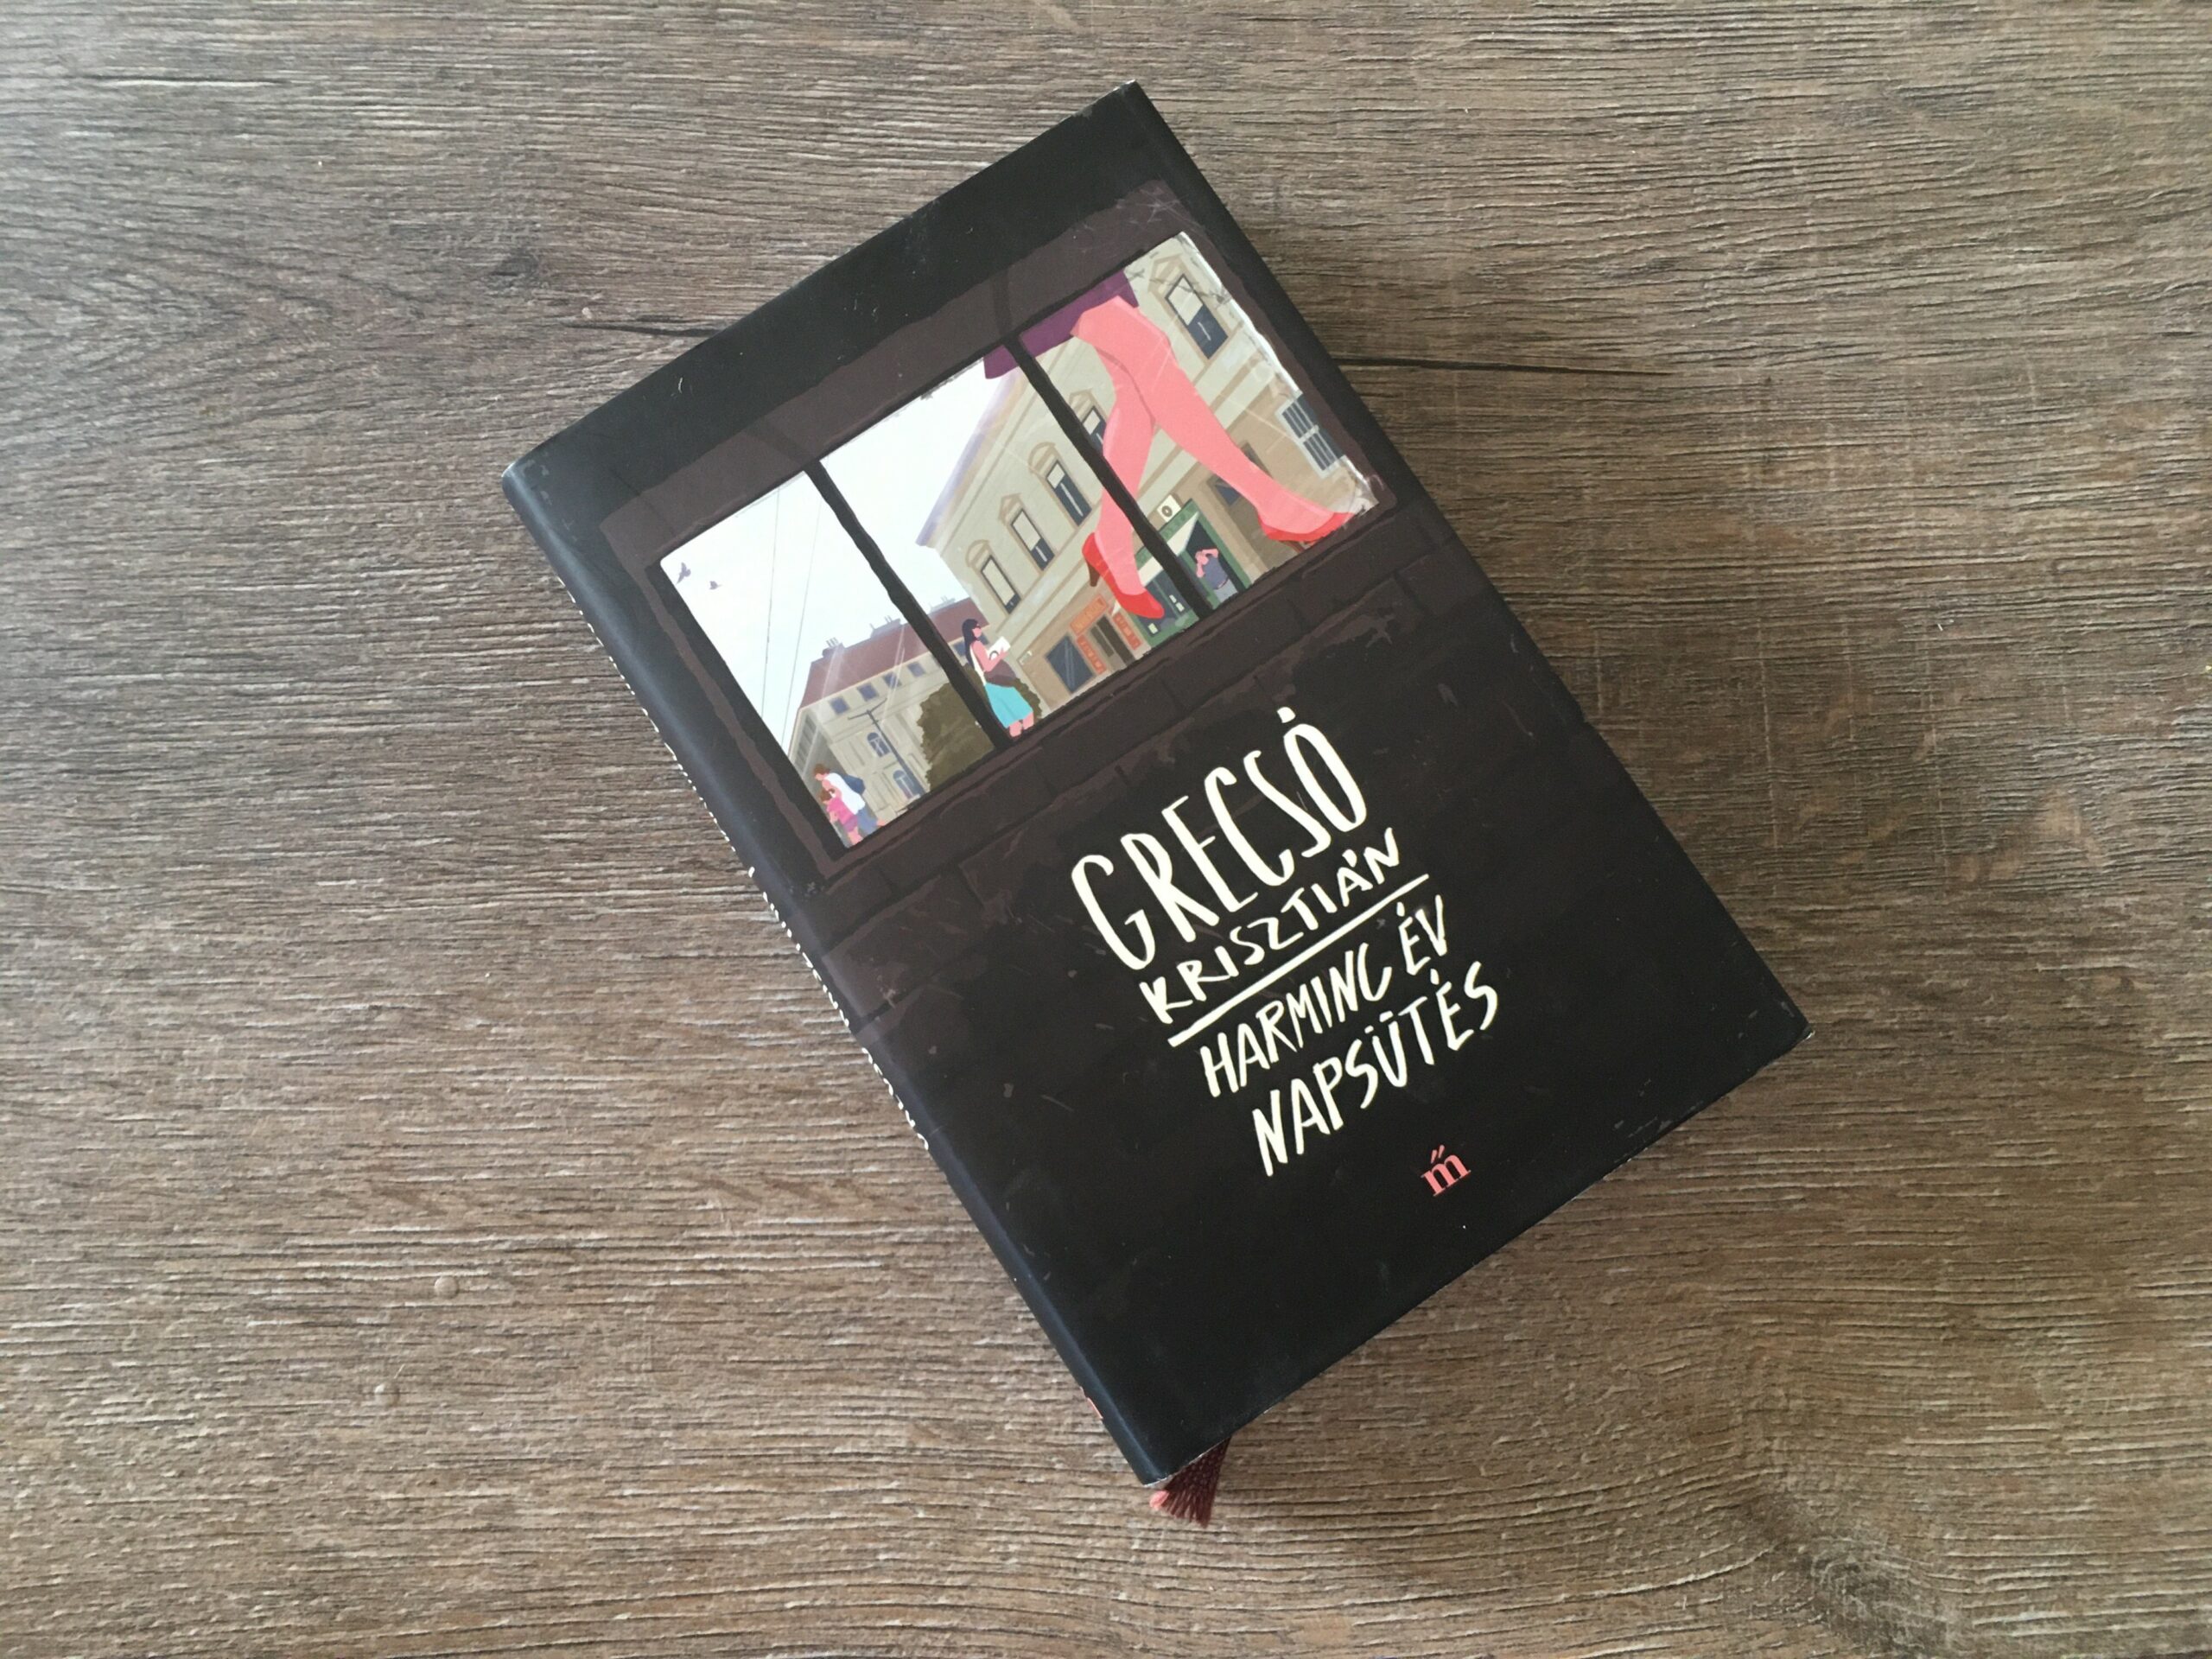 GRECSÓ
KRISZTIÁN
HARMINC ÉV
NAPSÜTÉS
m̋